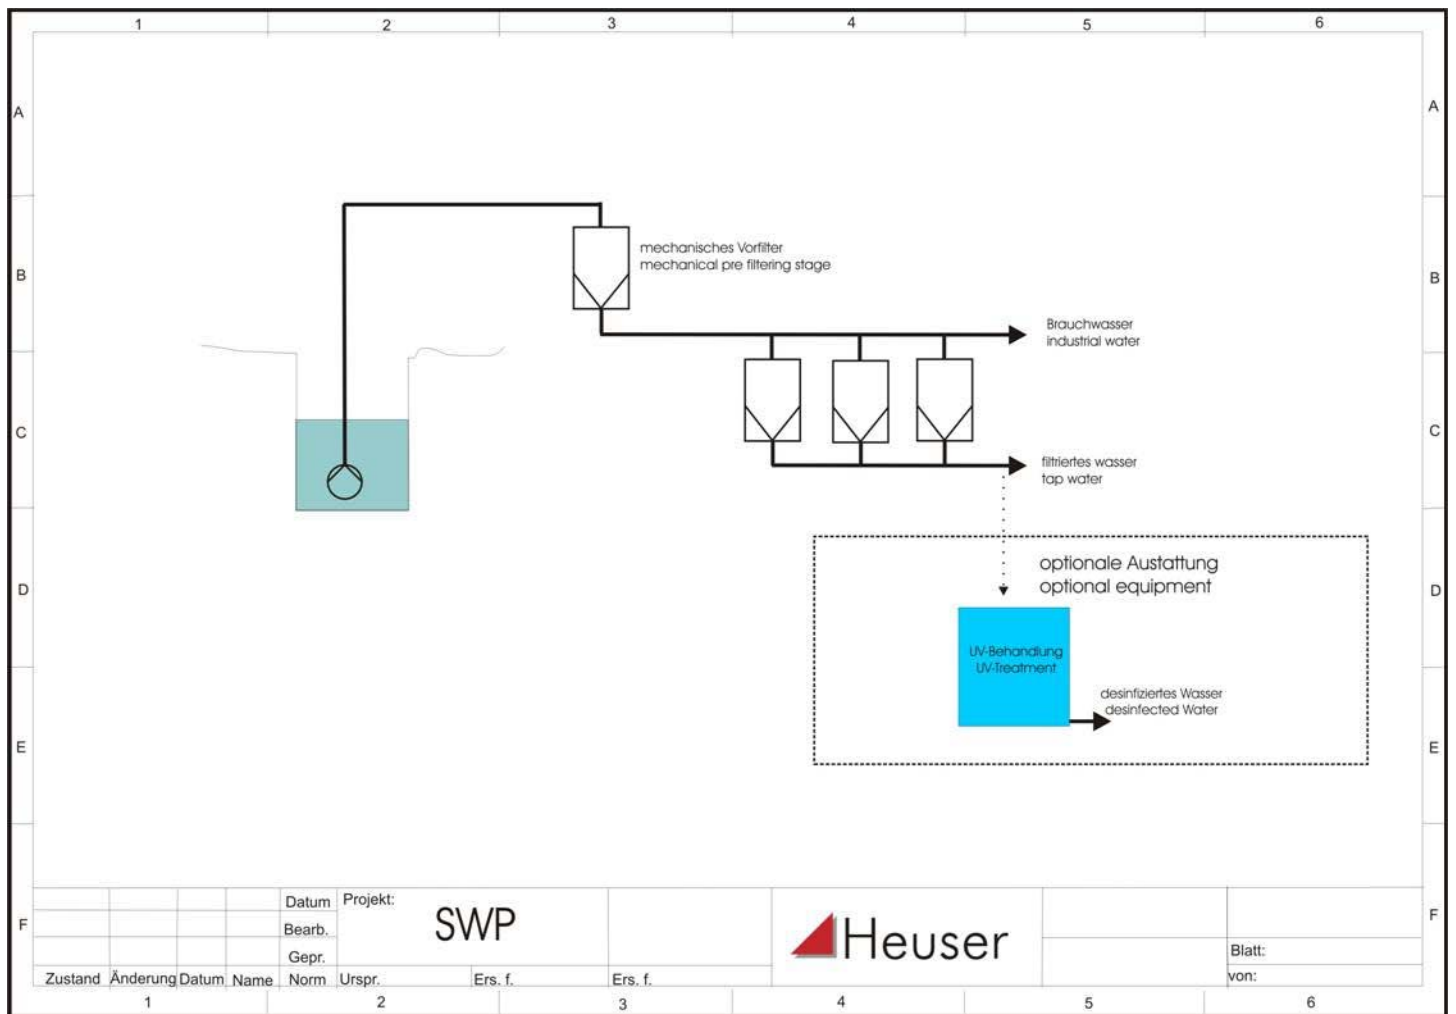 1 2 3 4 5 6
A A
mechanisches Vorfilter
mechanical pre filtering stage
B B
Brauchwasser
industrial water
C C
filtriertes wasser
tap water
optionale Austattung
optional equipment
D D
UV-Behandlung
UV-Treatment
desinfiziertes Wasser
desinfected Water
E E
Datum Projekt:
SWP
Heuser
F F
Bearb.
Gepr.
Blatt:
Zustand Änderung Datum Name Norm Urspr. Ers. f. Ers. f. von:
1 2 3 4 5 6